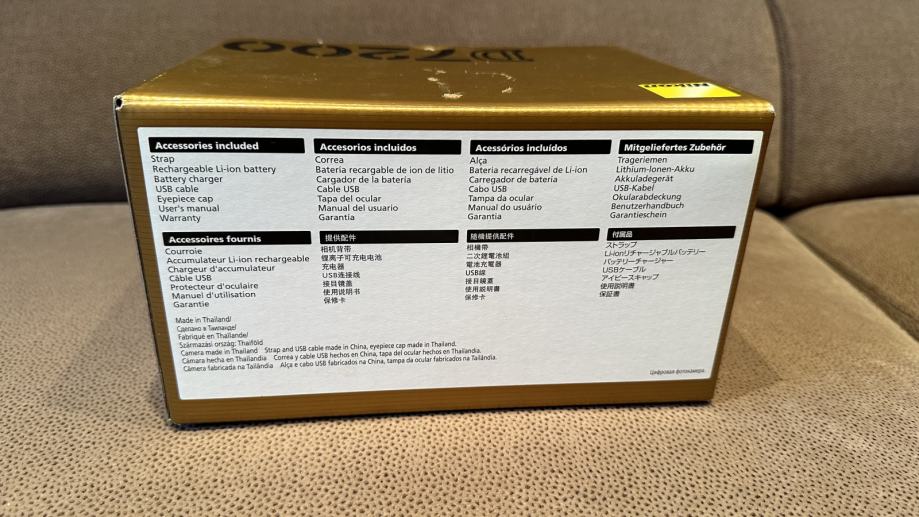 D7200
Nikon
Accessories included
Strap
Rechargeable Li-ion battery
Battery charger
USB cable
Eyepiece cap
User's manual
Warranty
Accesorios incluidos
Correa
Bateria recargable de ion de litio
Cargador de la batería
Cable USB
Tapa del ocular
Manual del usuario
Garantía
Acessórios incluídos
Alça
Bateria recarregável de Li-ion
Carregador de bateria
Cabo USB
Tampa da ocular
Manual do usuário
Garantia
Mitgeliefertes Zubehör
Trageriemen
Lithium-Ionen-Akku
Akkuladegerät
USB-Kabel
Okularabdeckung
Benutzerhandbuch
Garantieschein
Accessoires fournis
Courroie
Accumulateur Li-ion rechargeable
Chargeur d'accumulateur
Câble USB
Protecteur d'oculaire
Manuel d'utilisation
Garantie
提供配件
相机背带
锂离子可充电电池
充电器
USB连接线
接目镜盖
使用说明书
保修卡
隨機提供配件
相機帶
二次鋰電池組
電池充電器
USB線
接目鏡蓋
使用說明書
保修卡
付属品
ストラップ
Li-ionリチャージャブルバッテリー
バッテリーチャージャー
USBケーブル
アイピースキャップ
使用説明書
保証書
Made in Thailand/
Сделано в Таиланде/
Fabriqué en Thaïlande/
Származási ország: Thaiföld
Camera made in Thailand Strap and USB cable made in China, eyepiece cap made in Thailand.
Cámara hecha en Thailandia Correa y cable USB hechos en China, tapa del ocular hechos en Thailandia.
Câmera fabricada na Tailândia Alça e cabo USB fabricados na China, tampa da ocular fabricados na Tailândia.
Цифровая фотокамера